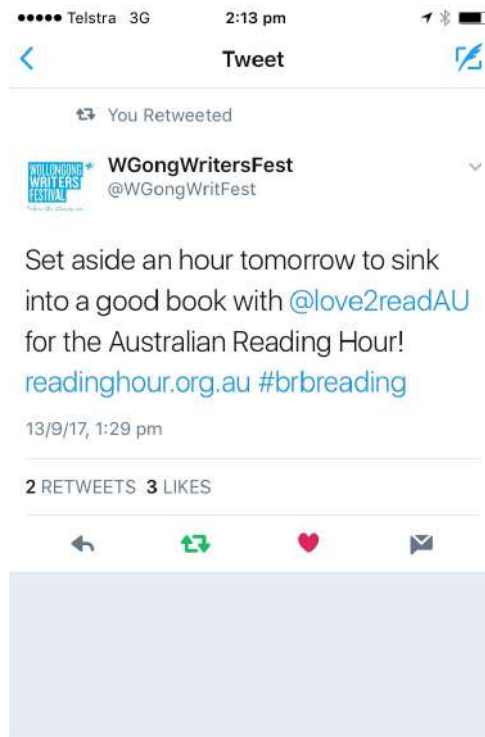 Telstra 3G 2:13 pm
Tweet
You Retweeted
WOLLONGONG
WRITERS
FESTIVAL
WGongWritersFest
@WGongWritFest
Set aside an hour tomorrow to sink
into a good book with @love2readAU
for the Australian Reading Hour!
readinghour.org.au #brbreading
13/9/17, 1:29 pm
2 RETWEETS 3 LIKES